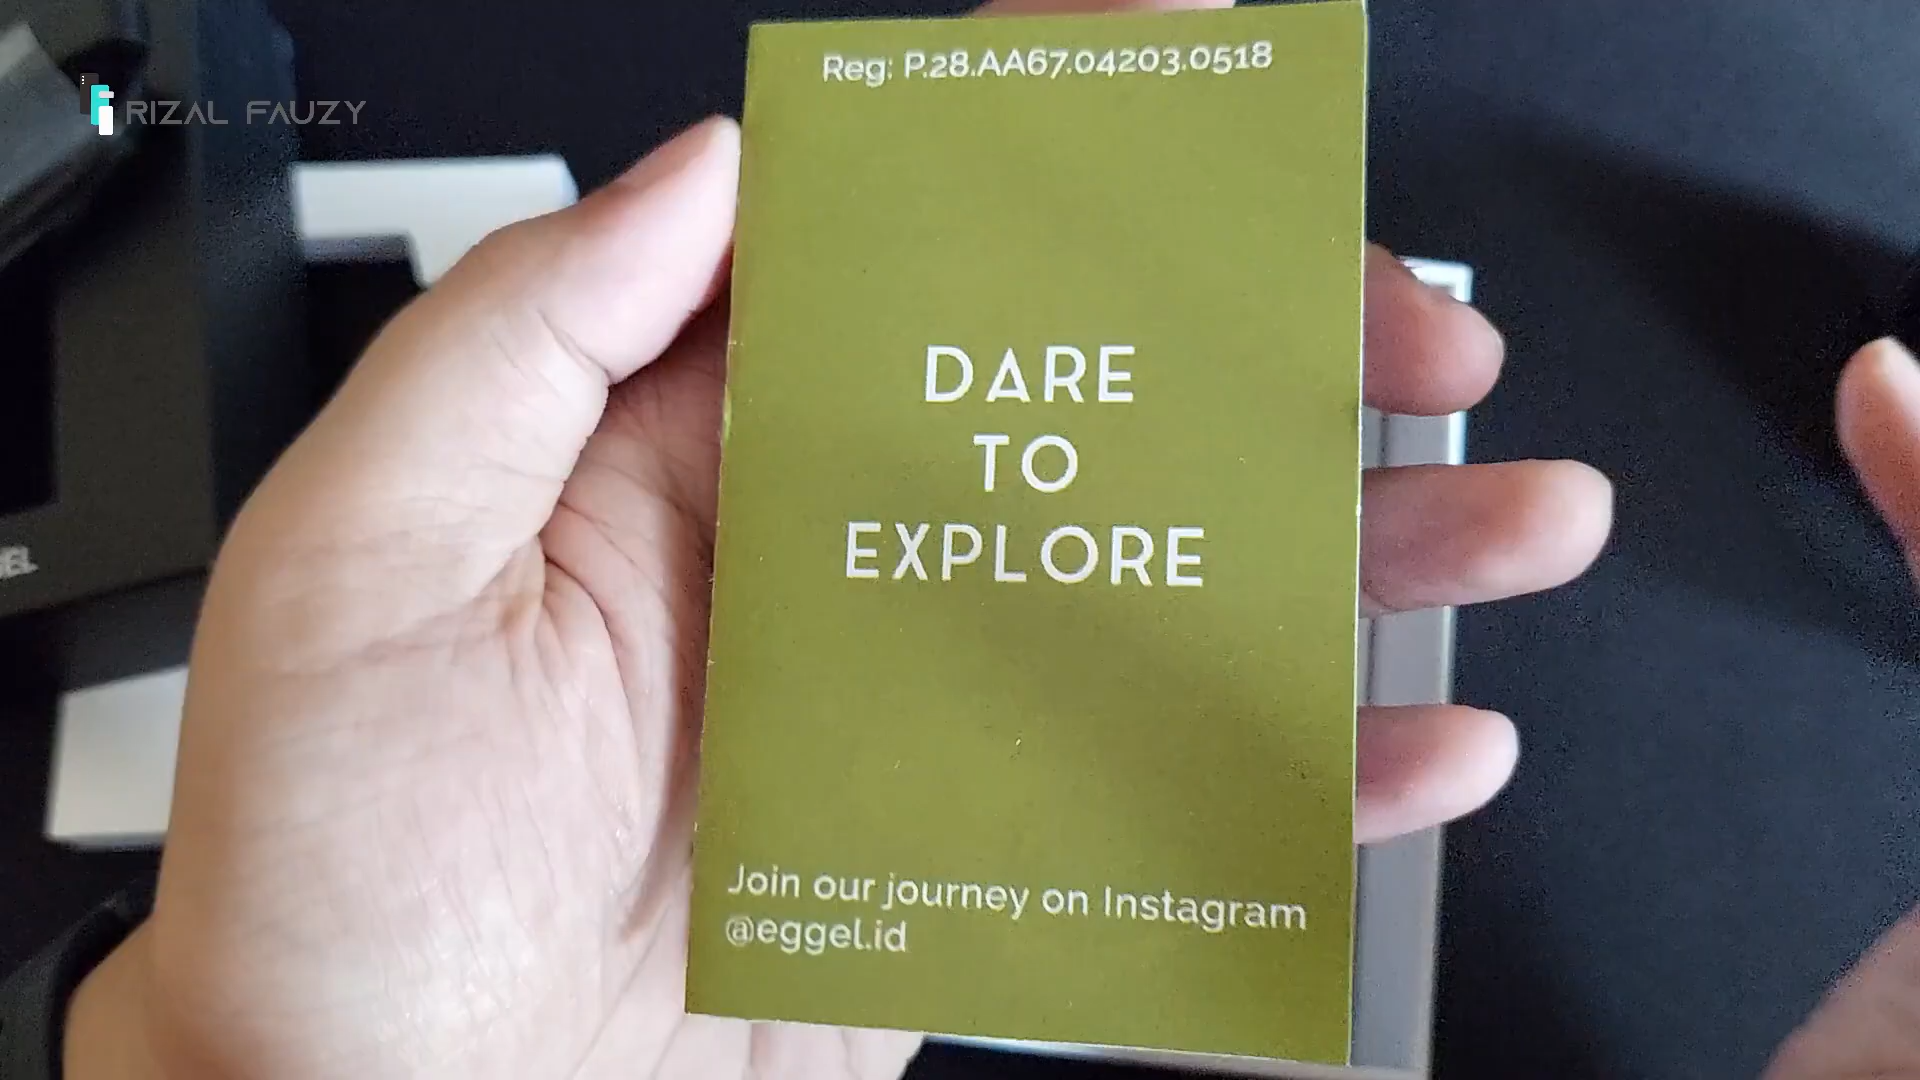 RIZAL FAUZY
Reg: P.28.AA67.04203.0518
DARE
TO
EXPLORE
Join our journey on Instagram
@eggel.id